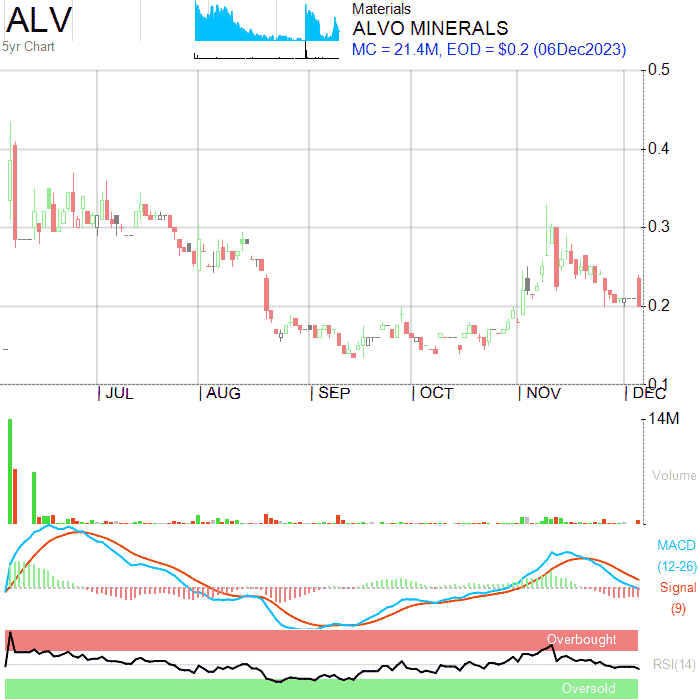 ALV
5yr Chart
Materials
ALVO MINERALS
MC = 21.4M, EOD = $0.2 (06Dec2023)
0.5
0.4
0.3
0.2
0.1
JUL AUG SEP OCT NOV DEC
14M
Volume
MACD
(12-26)
Signal
(9)
Overbought
RSI(14)
Oversold